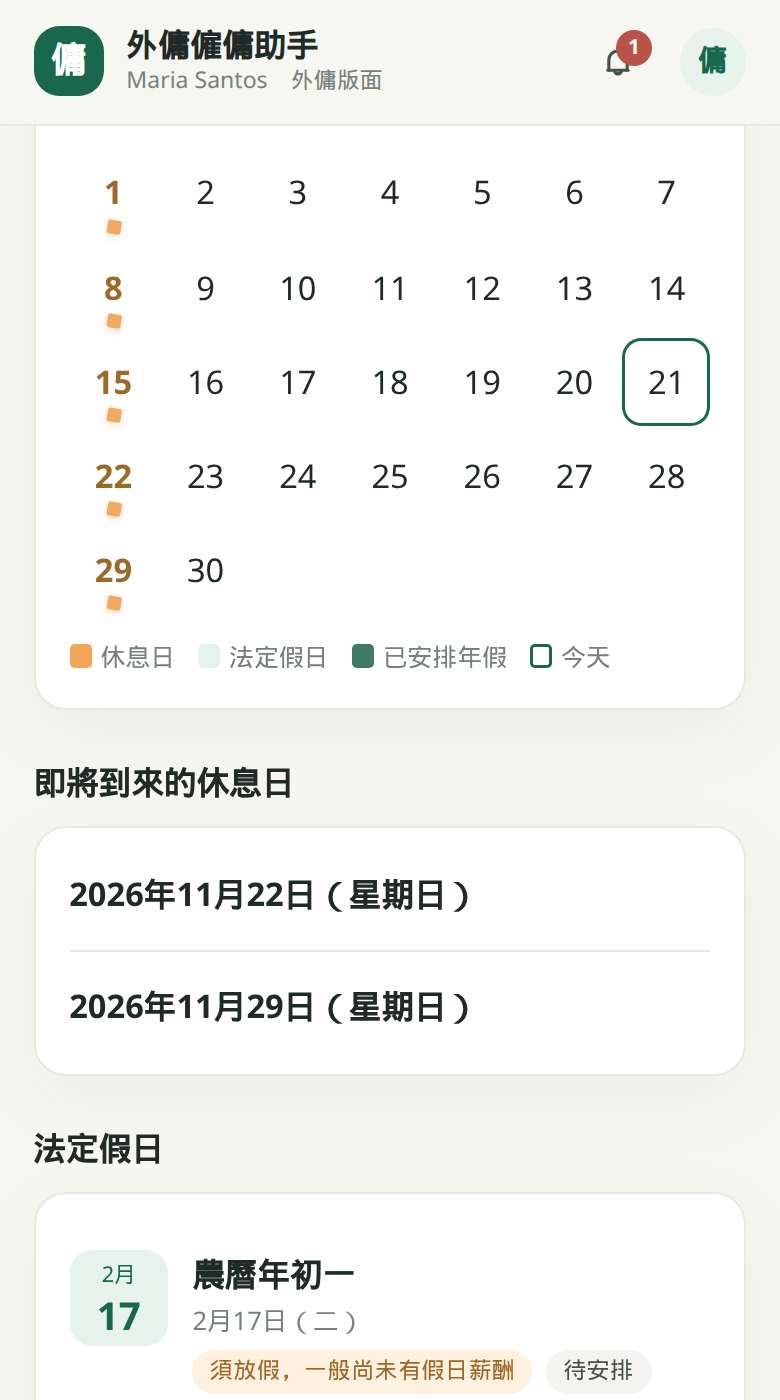 傭
外傭僱傭助手
Maria Santos 外傭版面
1
傭
1 2 3 4 5 6 7
8 9 10 11 12 13 14
15 16 17 18 19 20 21
22 23 24 25 26 27 28
29 30
休息日 法定假日 已安排年假 今天
即將到來的休息日
2026年11月22日（星期日）
2026年11月29日（星期日）
法定假日
2月
17
農曆年初一
2月17日（二）
須放假，一般尚未有假日薪酬 待安排